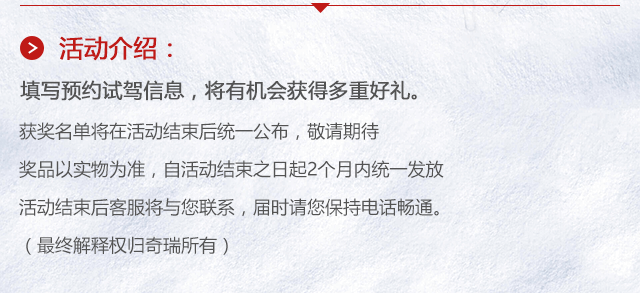 活动介绍：
填写预约试驾信息，将有机会获得多重好礼。
获奖名单将在活动结束后统一公布，敬请期待
奖品以实物为准，自活动结束之日起2个月内统一发放
活动结束后客服将与您联系，届时请您保持电话畅通。
（最终解释权归奇瑞所有）